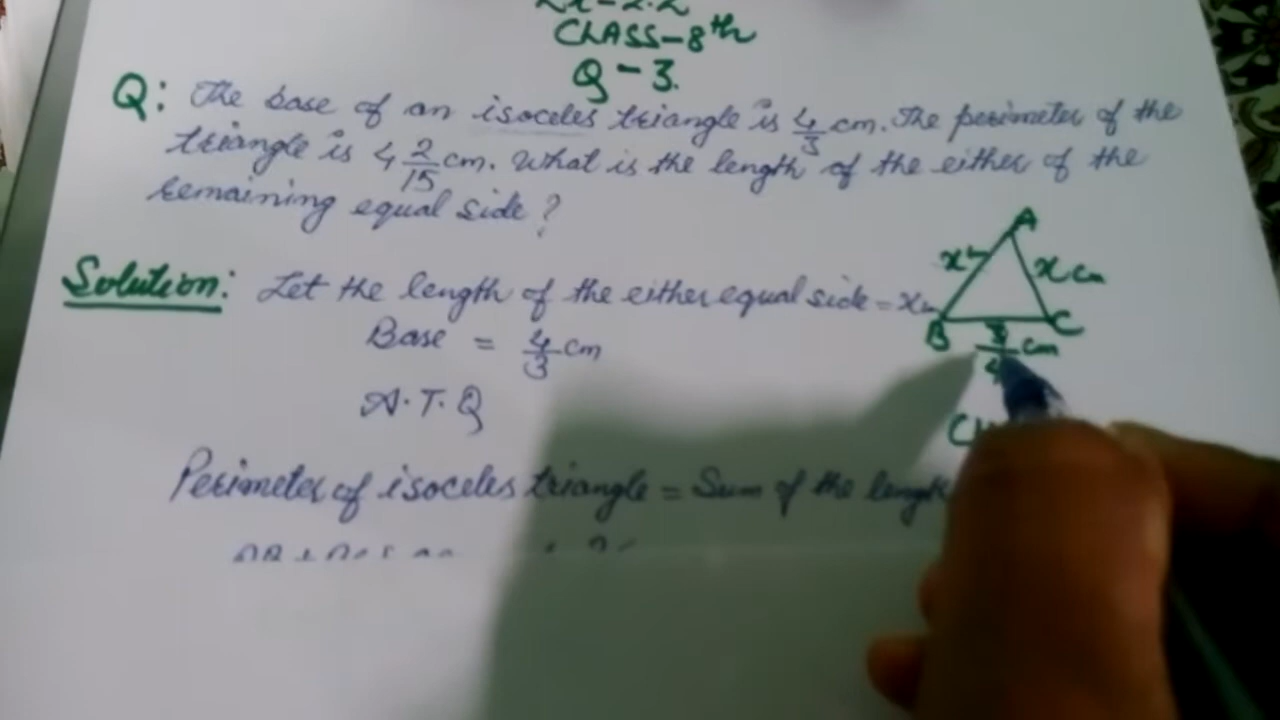 CLASS-8th
Q-3.
Q: The base of an isoceles triangle is 4/3 cm. The perimeter of the
triangle is 4 2/15 cm. What is the length of the either of the
remaining equal side?
Solution: Let the length of the either equal side = x cm
Base = 4/3 cm
A.T.Q
Perimeter of isoceles triangle = Sum of the length
A
x
x cm
B
C
cm